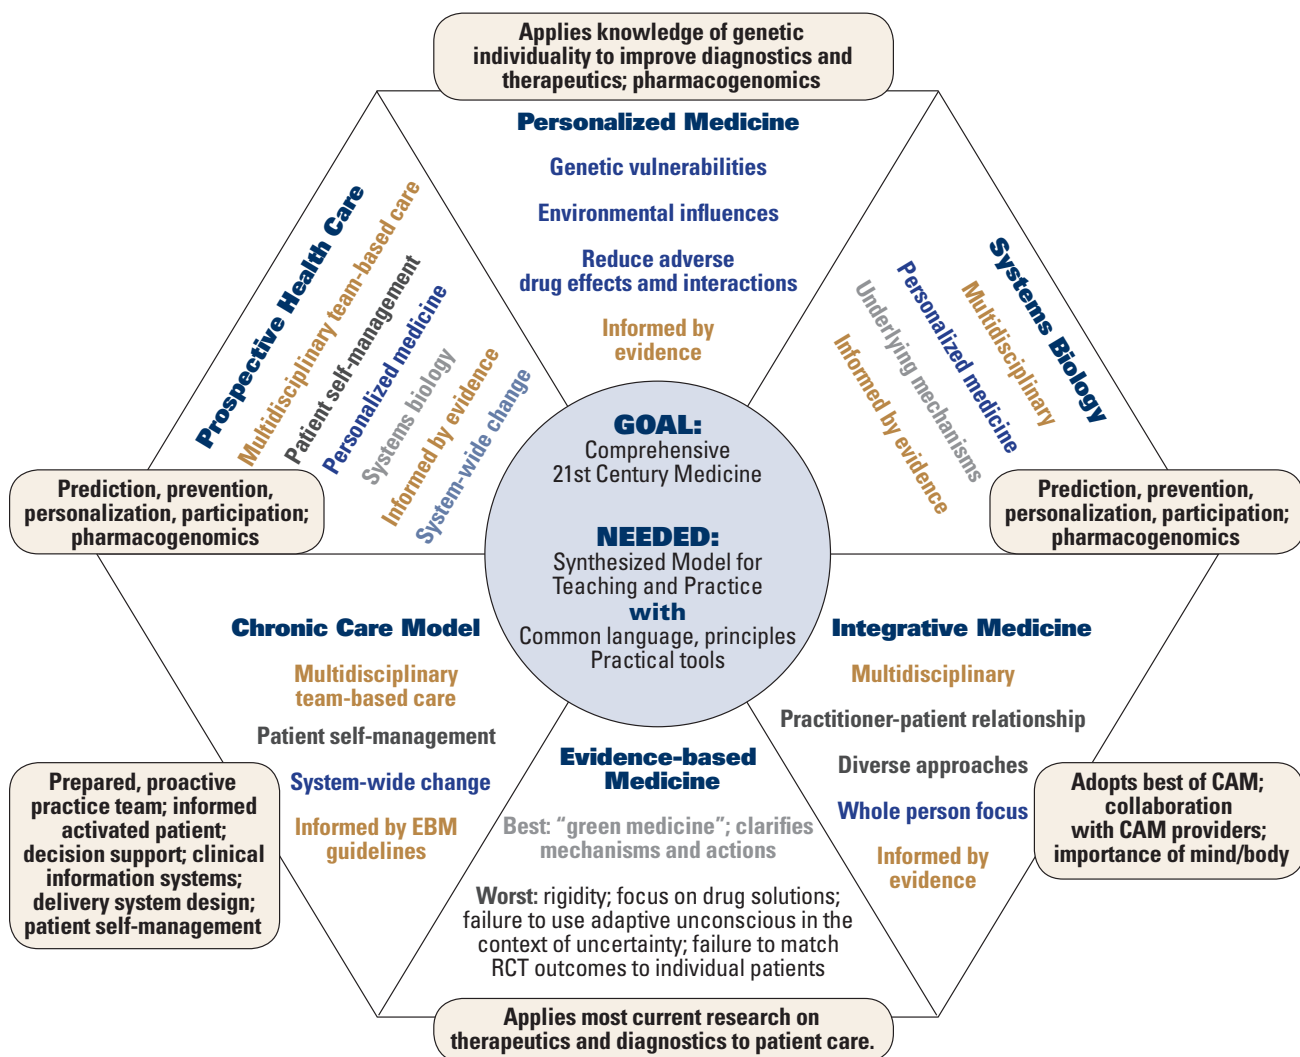 Applies knowledge of genetic
individuality to improve diagnostics and
therapeutics; pharmacogenomics
Personalized Medicine
Genetic vulnerabilities
Environmental influences
Reduce adverse
drug effects amd interactions
Informed by
evidence
Prospective Health Care
Multidisciplinary team-based care
Patient self-management
Personalized medicine
Systems biology
Informed by evidence
System-wide change
Prediction, prevention,
personalization, participation;
pharmacogenomics
Systems Biology
Multidisciplinary
Personalized medicine
Underlying mechanisms
Informed by evidence
Prediction, prevention,
personalization, participation;
pharmacogenomics
GOAL:
Comprehensive
21st Century Medicine
NEEDED:
Synthesized Model for
Teaching and Practice
with
Common language, principles
Practical tools
Chronic Care Model
Multidisciplinary
team-based care
Patient self-management
System-wide change
Informed by EBM
guidelines
Prepared, proactive
practice team; informed
activated patient;
decision support; clinical
information systems;
delivery system design;
patient self-management
Evidence-based
Medicine
Best: “green medicine”; clarifies
mechanisms and actions
Worst: rigidity; focus on drug solutions;
failure to use adaptive unconscious in the
context of uncertainty; failure to match
RCT outcomes to individual patients
Applies most current research on
therapeutics and diagnostics to patient care.
Integrative Medicine
Multidisciplinary
Practitioner-patient relationship
Diverse approaches
Whole person focus
Informed by
evidence
Adopts best of CAM;
collaboration
with CAM providers;
importance of mind/body